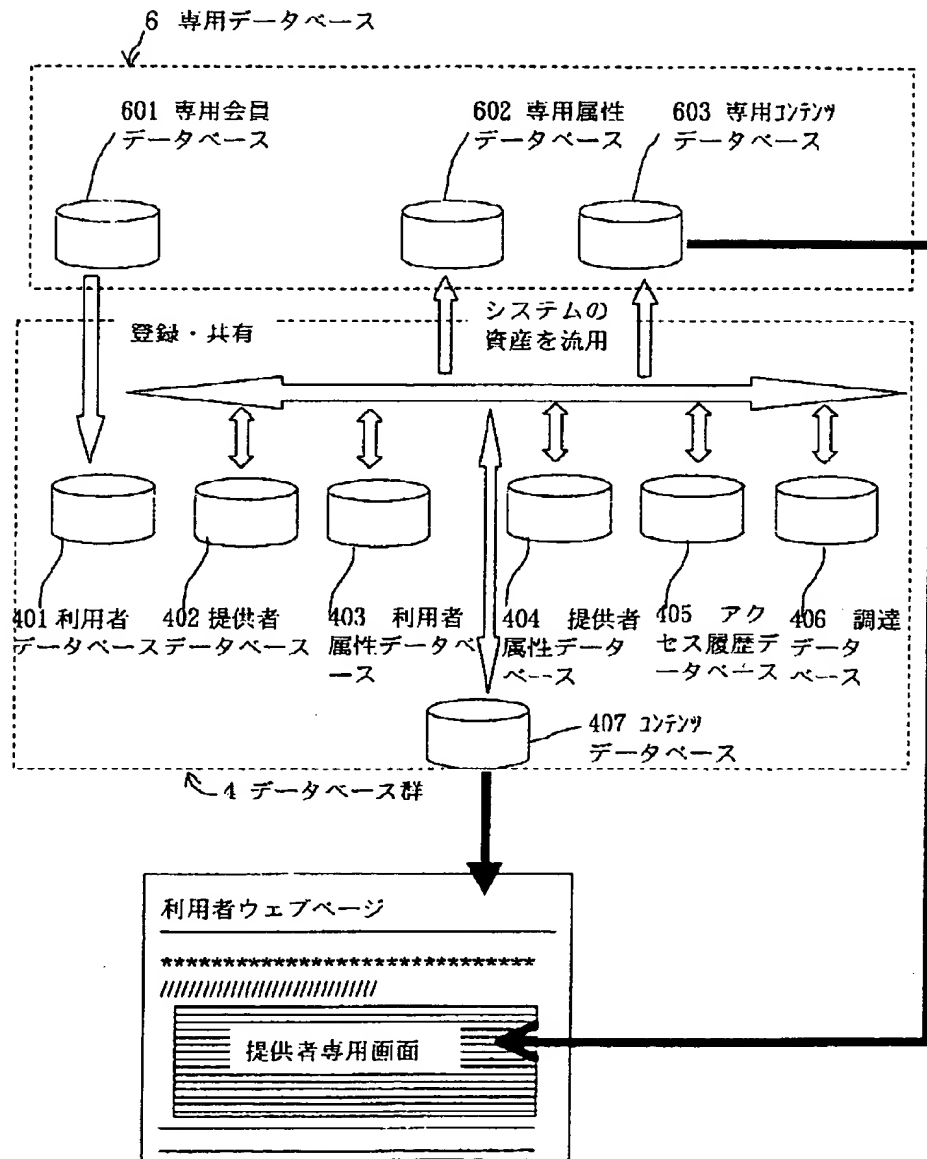 6 専用データベース
601 専用会員
データベース
602 専用属性
データベース
603 専用コンテンツ
データベース
登録・共有
システムの
資産を流用
401 利用者
データベース
402 提供者
データベース
403 利用者
属性データベ
ース
404 提供者
属性データ
ベース
405 アク
セス履歴デ
ータベース
406 調達
データ
ベース
407 コンテンツ
データベース
4 データベース群
利用者ウェブページ
******************************
///////////////////////////////
提供者専用画面